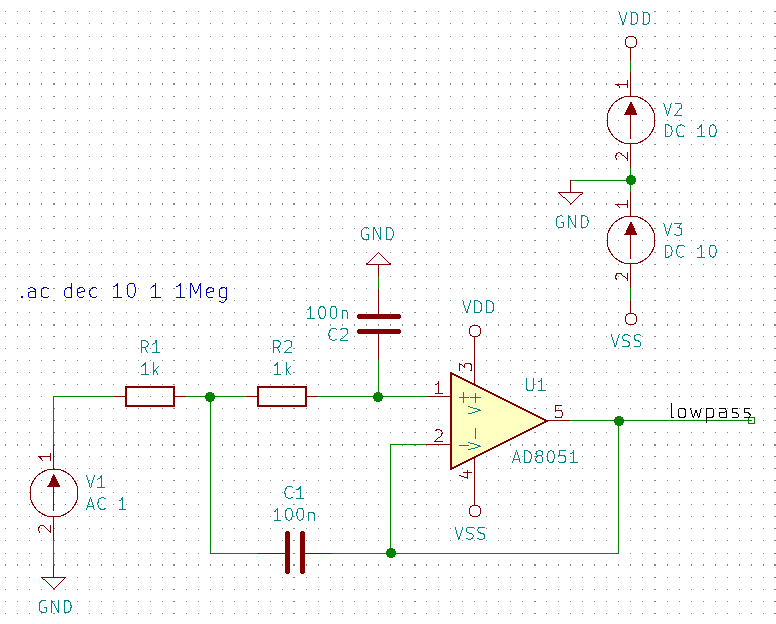 VDD
1
V2
DC 10
2
GND
1
V3
DC 10
2
VSS
GND
.ac dec 10 1 1Meg
100n
C2
VDD
R1
1k
R2
1k
3
U1
1
V+
+
5
lowpass
2
V-
-
AD8051
4
VSS
1
V1
AC 1
2
C1
100n
GND